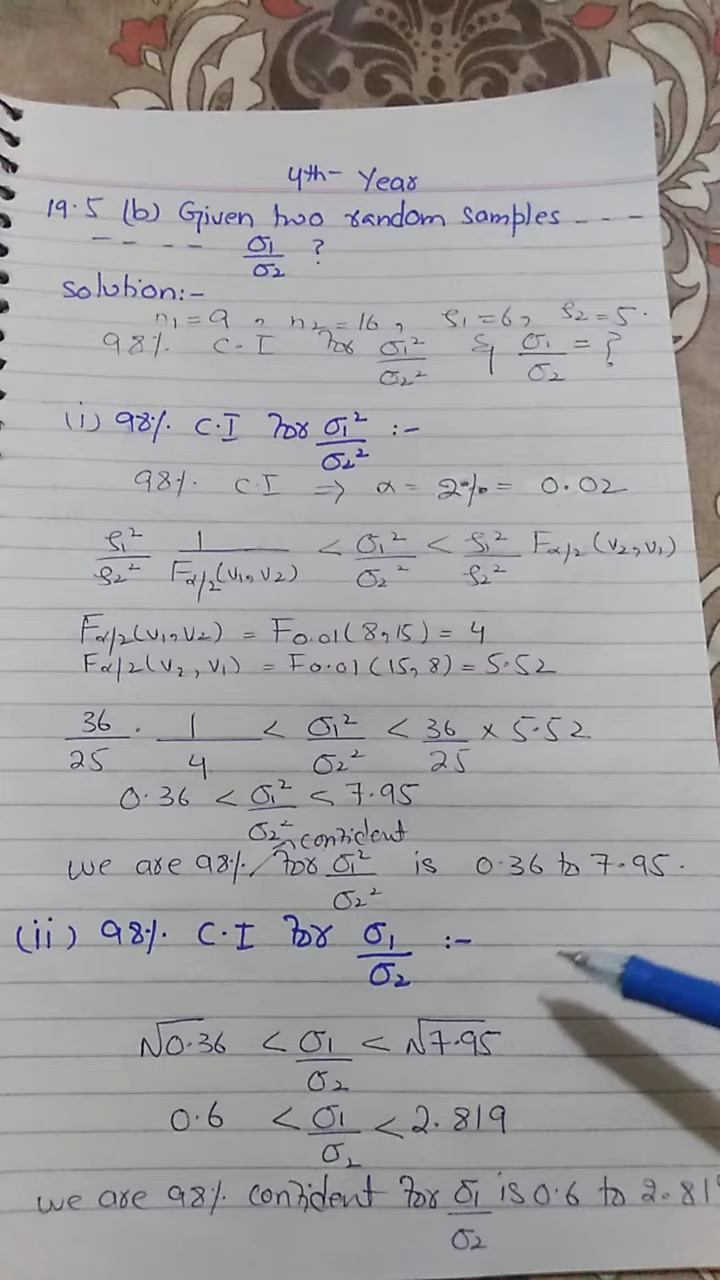 4th- Year
19.5 (b) Given two random samples - - -
- - - - σ1/σ2 ?
Solution:-
n1 = 9 , n2 = 16 , s1 = 6 , s2 = 5 .
98% C.I for σ1²/σ2² & σ1/σ2 = ?
(i) 98% C.I for σ1²/σ2² :-
98% C.I ⇒ α = 2% = 0.02
s1²/s2² 1/Fα/2(v1, v2) < σ1²/σ2² < s1²/s2² Fα/2 (v2, v1)
Fα/2(v1, v2) = F0.01(8, 15) = 4
Fα/2(v2, v1) = F0.01(15, 8) = 5.52
36/25 . 1/4 < σ1²/σ2² < 36/25 × 5.52
0.36 < σ1²/σ2² < 7.95
we are 98% confident for σ1²/σ2² is 0.36 to 7.95.
(ii) 98% C.I for σ1/σ2 :-
√0.36 < σ1/σ2 < √7.95
0.6 < σ1/σ2 < 2.819
we are 98% confident for σ1/σ2 is 0.6 to 2.819